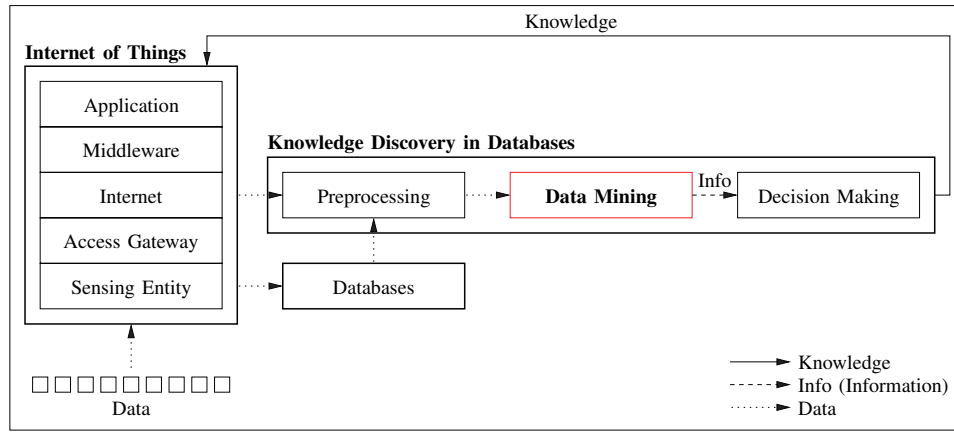 Knowledge
Internet of Things
Application
Middleware
Internet
Access Gateway
Sensing Entity
Knowledge Discovery in Databases
Preprocessing
Data Mining
Info
Decision Making
Databases
Data
Knowledge
Info (Information)
Data